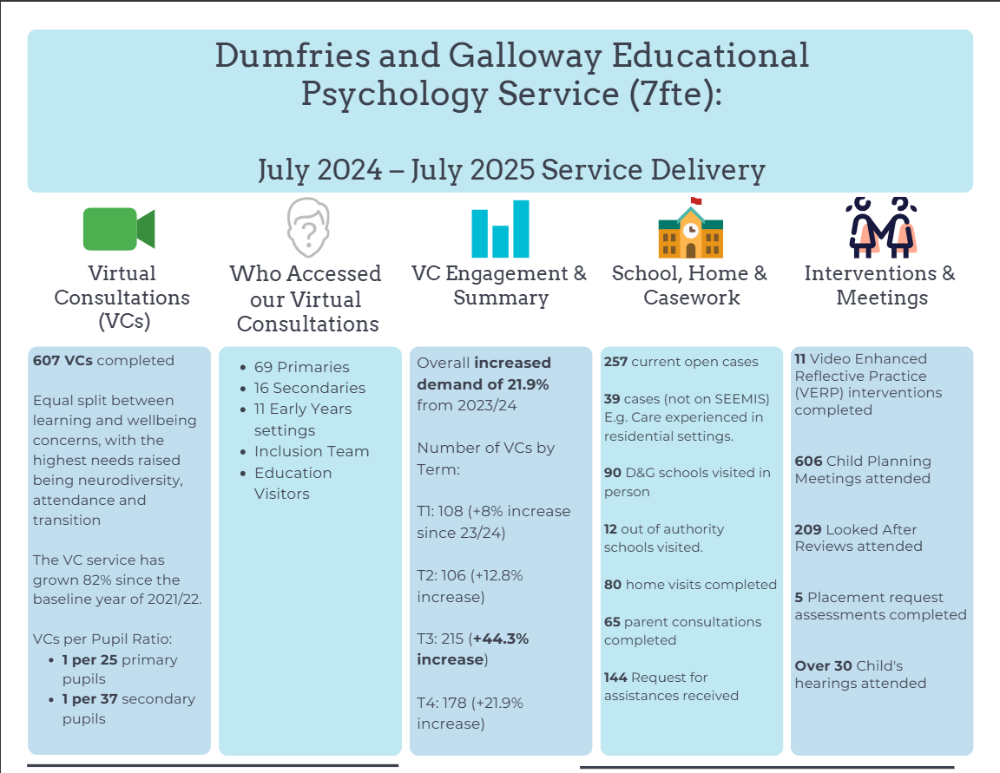 Dumfries and Galloway Educational
Psychology Service (7fte):
July 2024 – July 2025 Service Delivery
Virtual
Consultations
(VCs)
607 VCs completed
Equal split between
learning and wellbeing
concerns, with the
highest needs raised
being neurodiversity,
attendance and
transition
The VC service has
grown 82% since the
baseline year of 2021/22.
VCs per Pupil Ratio:
• 1 per 25 primary
pupils
• 1 per 37 secondary
pupils
Who Accessed
our Virtual
Consultations
• 69 Primaries
• 16 Secondaries
• 11 Early Years
settings
• Inclusion Team
• Education
Visitors
VC Engagement &
Summary
Overall increased
demand of 21.9%
from 2023/24
Number of VCs by
Term:
T1: 108 (+8% increase
since 23/24)
T2: 106 (+12.8%
increase)
T3: 215 (+44.3%
increase)
T4: 178 (+21.9%
increase)
School, Home &
Casework
257 current open cases
39 cases (not on SEEMIS)
E.g. Care experienced in
residential settings.
90 D&G schools visited in
person
12 out of authority
schools visited.
80 home visits completed
65 parent consultations
completed
144 Request for
assistances received
Interventions &
Meetings
11 Video Enhanced
Reflective Practice
(VERP) interventions
completed
606 Child Planning
Meetings attended
209 Looked After
Reviews attended
5 Placement request
assessments completed
Over 30 Child's
hearings attended